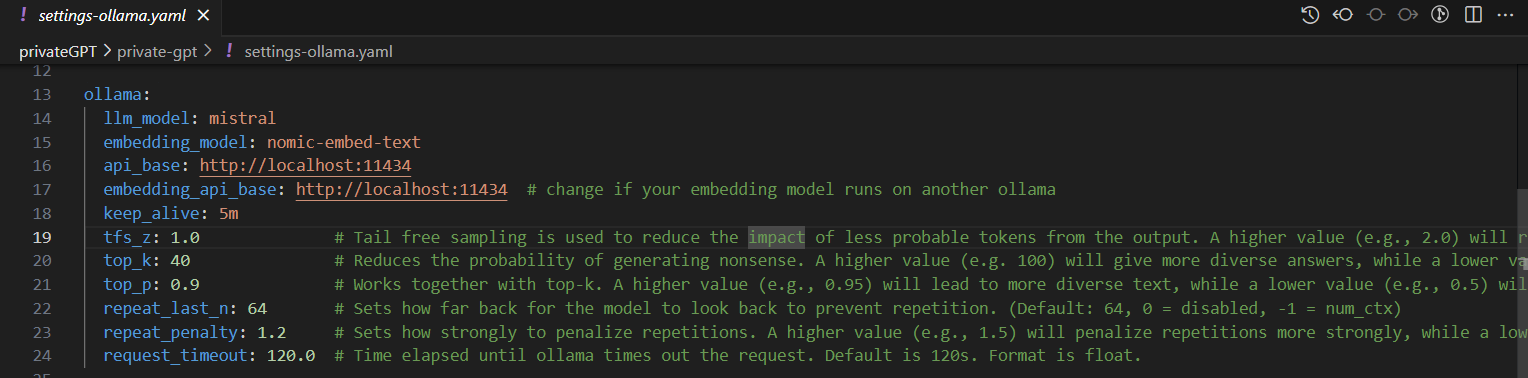 ! settings-ollama.yaml ×
privateGPT > private-gpt > ! settings-ollama.yaml
12
13 ollama:
14 llm_model: mistral
15 embedding_model: nomic-embed-text
16 api_base: http://localhost:11434
17 embedding_api_base: http://localhost:11434 # change if your embedding model runs on another ollama
18 keep_alive: 5m
19 tfs_z: 1.0 # Tail free sampling is used to reduce the impact of less probable tokens from the output. A higher value (e.g., 2.0) will r
20 top_k: 40 # Reduces the probability of generating nonsense. A higher value (e.g. 100) will give more diverse answers, while a lower va
21 top_p: 0.9 # Works together with top-k. A higher value (e.g., 0.95) will lead to more diverse text, while a lower value (e.g., 0.5) wil
22 repeat_last_n: 64 # Sets how far back for the model to look back to prevent repetition. (Default: 64, 0 = disabled, -1 = num_ctx)
23 repeat_penalty: 1.2 # Sets how strongly to penalize repetitions. A higher value (e.g., 1.5) will penalize repetitions more strongly, while a low
24 request_timeout: 120.0 # Time elapsed until ollama times out the request. Default is 120s. Format is float.